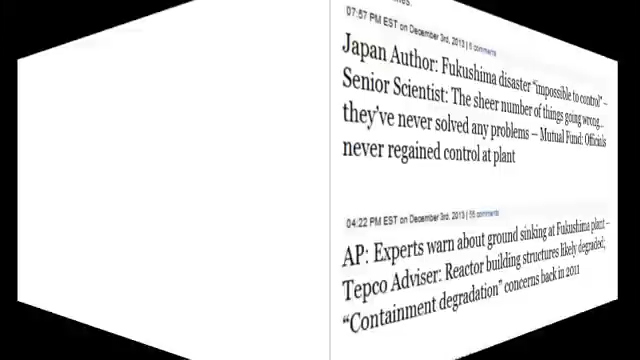 07:57 PM EST on December 3rd, 2013 | 5 comments
Japan Author: Fukushima disaster “impossible to control” –
Senior Scientist: The sheer number of things going wrong...
they’ve never solved any problems – Mutual Fund: Officials
never regained control at plant
04:22 PM EST on December 3rd, 2013 | 55 comments
AP: Experts warn about ground sinking at Fukushima plant –
Tepco Adviser: Reactor building structures likely degraded;
“Containment degradation” concerns back in 2011